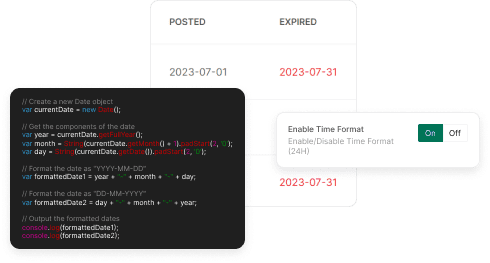 POSTED EXPIRED
2023-07-01 2023-07-31
// Create a new Date object
var currentDate = new Date();
// Get the components of the date
var year = currentDate.getFullYear();
var month = String(currentDate.getMonth() + 1).padStart(2, '0');
var day = String(currentDate.getDate()).padStart(2, '0');
// Format the date as "YYYY-MM-DD"
var formattedDate1 = year + "-" + month + "-" + day;
// Format the date as "DD-MM-YYYY"
var formattedDate2 = day + "-" + month + "-" + year;
// Output the formatted dates
console.log(formattedDate1);
console.log(formattedDate2);
Enable Time Format
Enable/Disable Time Format
(24H)
On Off
2023-07-31